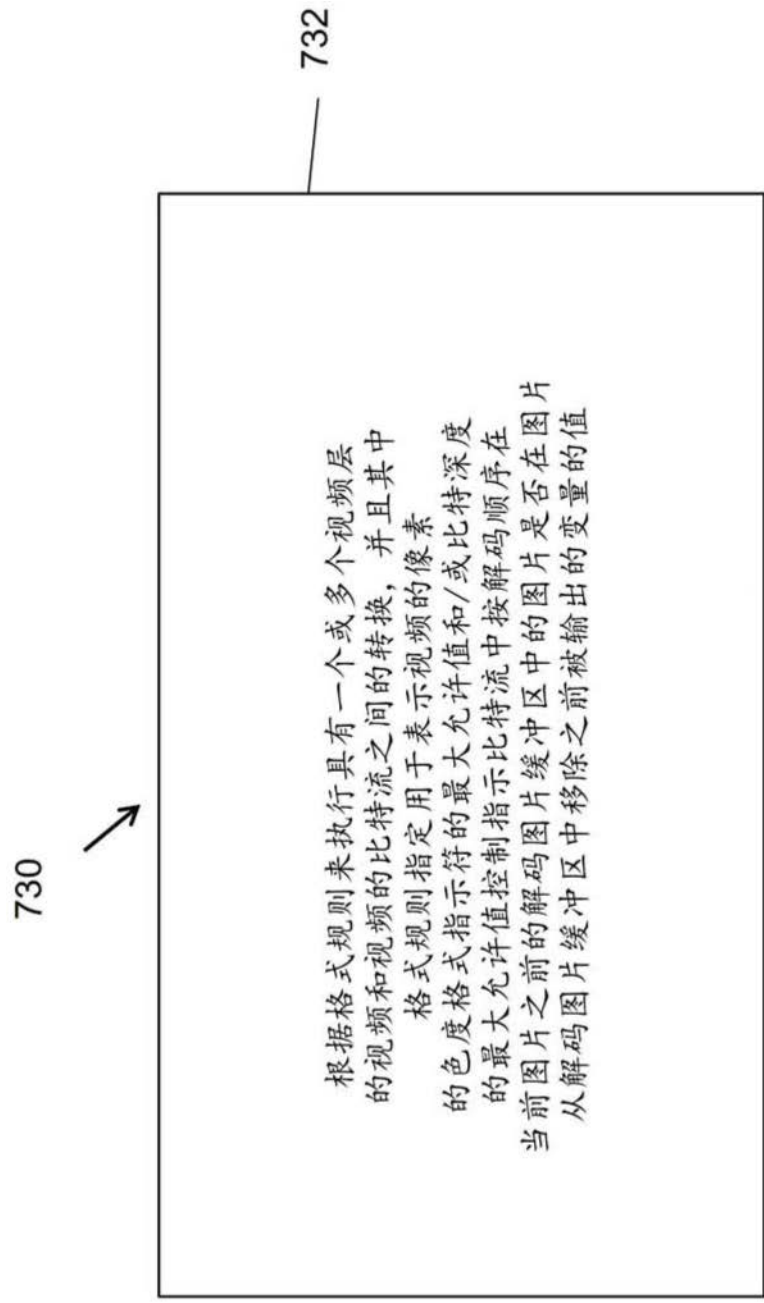 730
732
根据格式规则来执行具有一个或多个视频层
的视频和视频的比特流之间的转换，并且其中
格式规则指定用于表示视频的像素
的色度格式指示符的最大允许值和/或比特深度
的最大允许值控制指示比特流中按解码顺序在
当前图片之前的解码图片缓冲区中的图片是否在图片
从解码图片缓冲区中移除之前被输出的变量的值